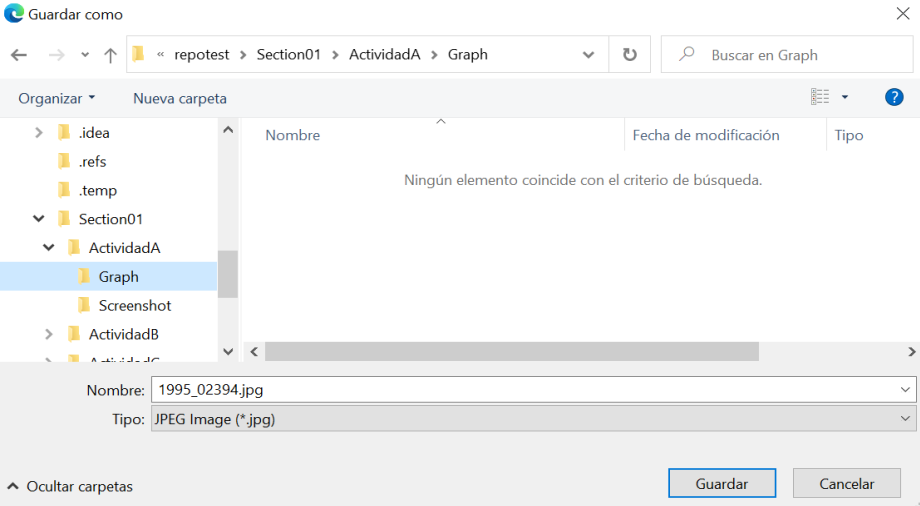 Guardar como
« repotest > Section01 > ActividadA > Graph
Buscar en Graph
Organizar
Nueva carpeta
?
.idea
.refs
.temp
Section01
ActividadA
Graph
Screenshot
ActividadB
ActividadC
Nombre
Fecha de modificación
Tipo
Ningún elemento coincide con el criterio de búsqueda.
Nombre: 1995_02394.jpg
Tipo: JPEG Image (*.jpg)
Ocultar carpetas
Guardar
Cancelar